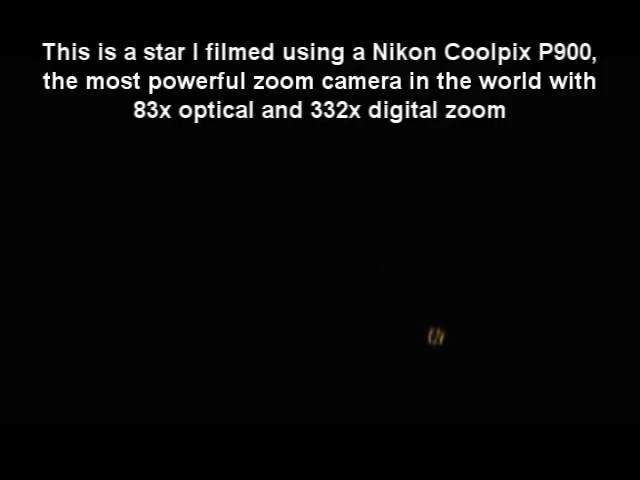 This is a star I filmed using a Nikon Coolpix P900,
the most powerful zoom camera in the world with
83x optical and 332x digital zoom